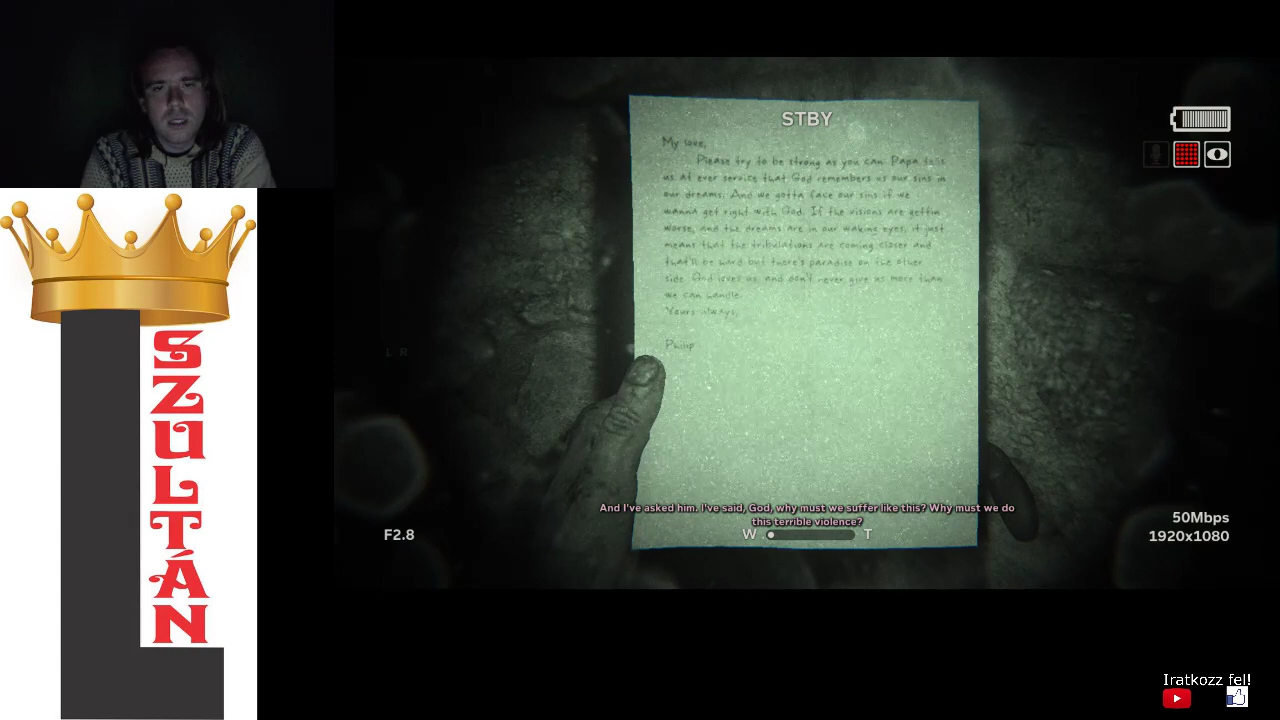 STBY
My love,
Please try to be strong as you can. Papa tells
us at ever service that God remembers us our sins in
our dreams. And we gotta face our sins if we
wanna get right with God. If the visions are gettin
worse, and the dreams are in our waking eyes, it just
means that the tribulations are coming closer and
that'll be hard but there's paradise on the other
side. God loves us and don't never give us more than
we can handle.
Yours always,
Philip
L R
And I've asked him. I've said, God, why must we suffer like this? Why must we do
this terrible violence?
W T
F2.8
50Mbps
1920x1080
L
SZULTÁN
Iratkozz fel!